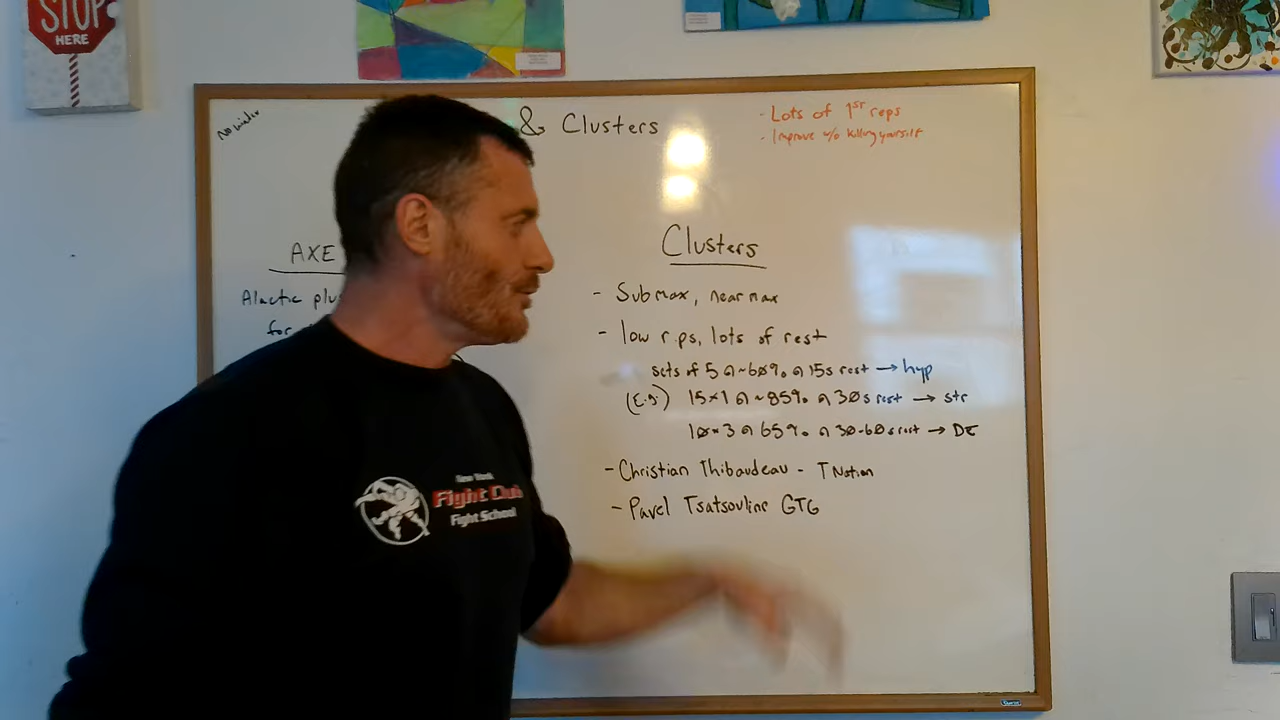 STOP
HERE
& Clusters
- Lots of 1st reps
- Improve w/o killing yourself
AXE
Alactic plu
for
Clusters
- Submax, near max
- low reps, lots of rest
sets of 5 @ ~60% @ 15s rest → hyp
(E.g.) 15×1 @ ~85% @ 30s rest → str
10×3 @ 65% @ 30-60s rest → DE
- Christian Thibaudeau - T Nation
- Pavel Tsatsouline GTG
New York
Fight Club
Fight School